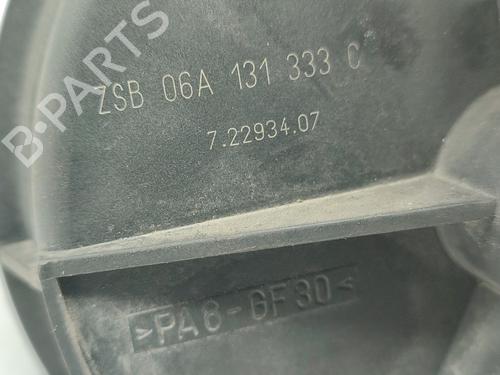 B-PARTS
ZSB 06A 131 333 C
7.22934.07
>PA6-GF30<